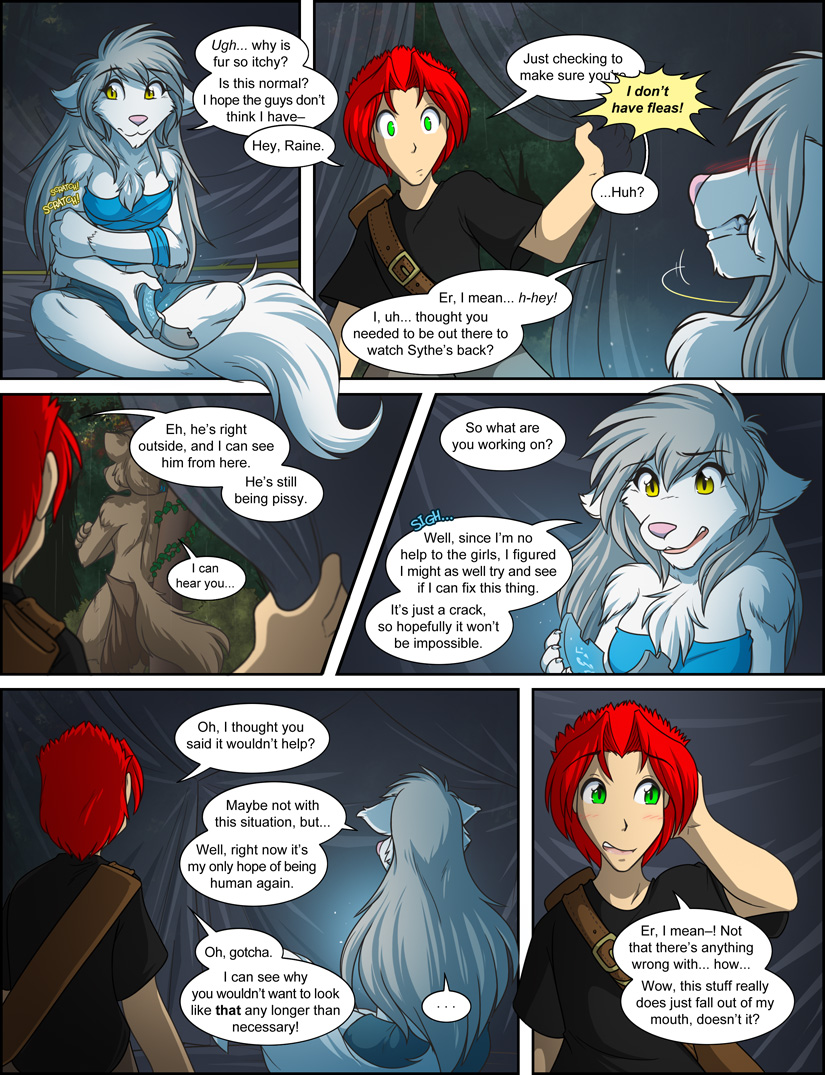 Ugh... why is
fur so itchy?
Is this normal?
I hope the guys don't
think I have–
SCRATCH!
SCRATCH!
Hey, Raine.
Just checking to
make sure you're
I don't
have fleas!
...Huh?
Er, I mean... h-hey!
I, uh... thought you
needed to be out there to
watch Sythe's back?
Eh, he's right
outside, and I can see
him from here.
He's still
being pissy.
I can
hear you...
So what are
you working on?
SIGH...
Well, since I'm no
help to the girls, I figured
I might as well try and see
if I can fix this thing.
It's just a crack,
so hopefully it won't
be impossible.
Oh, I thought you
said it wouldn't help?
Maybe not with
this situation, but...
Well, right now it's
my only hope of being
human again.
Oh, gotcha.
I can see why
you wouldn't want to look
like that any longer than
necessary!
. . .
Er, I mean–! Not
that there's anything
wrong with... how...
Wow, this stuff really
does just fall out of my
mouth, doesn't it?